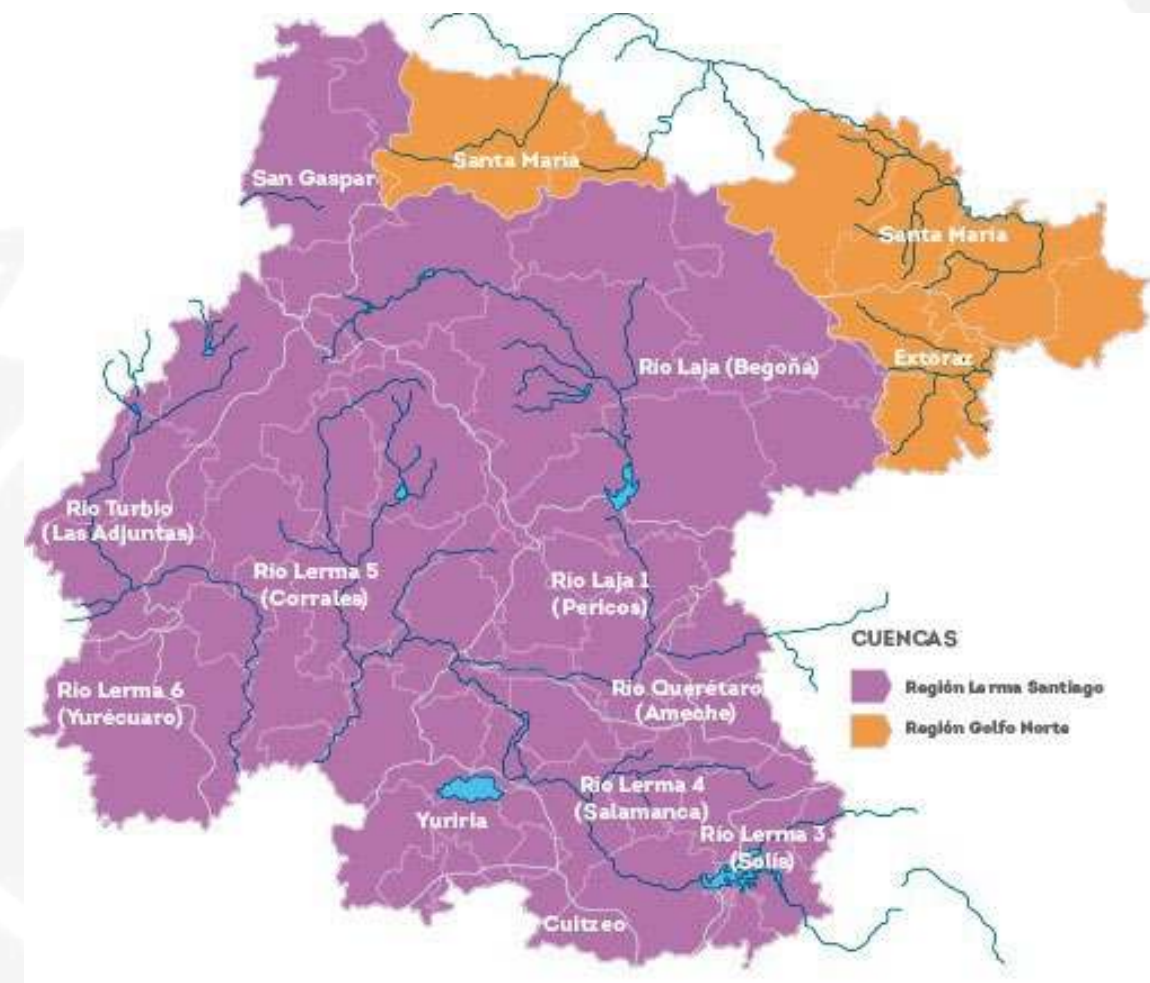 Santa María
San Gaspar
Santa María
Extoraz
Río Laja (Begoña)
Río Turbio
(Las Adjuntas)
Río Lerma 5
(Corrales)
Río Laja 1
(Pericos)
CUENCAS
Región Lerma Santiago
Región Golfo Norte
Río Lerma 6
(Yurécuaro)
Río Querétaro
(Ameche)
Río Lerma 4
(Salamanca)
Yuriria
Río Lerma 3
(Solís)
Cuitzeo